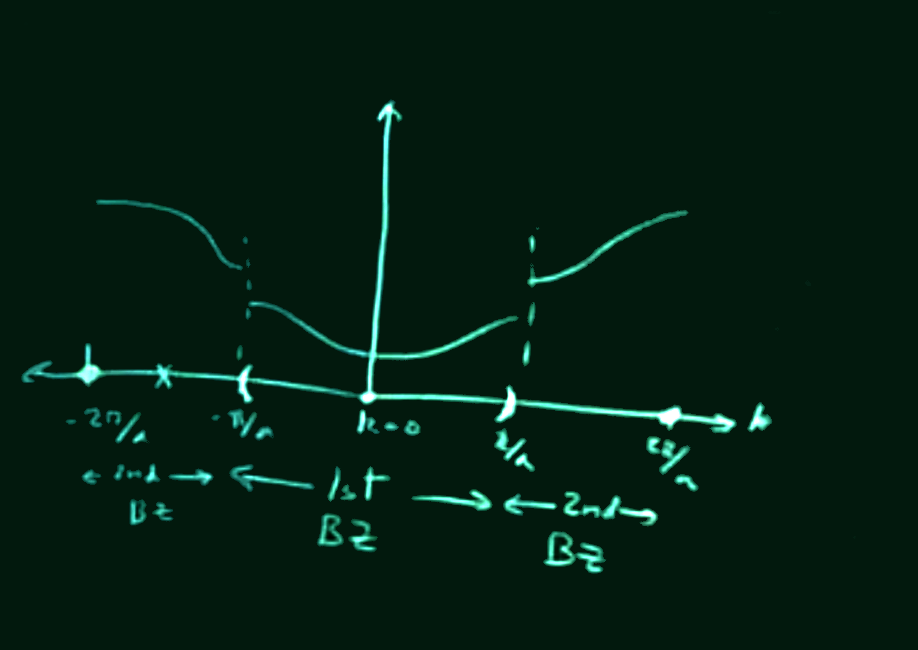 -2π/a -π/a k=0 π/a 2π/a k
2nd 1st 2nd
BZ BZ BZ